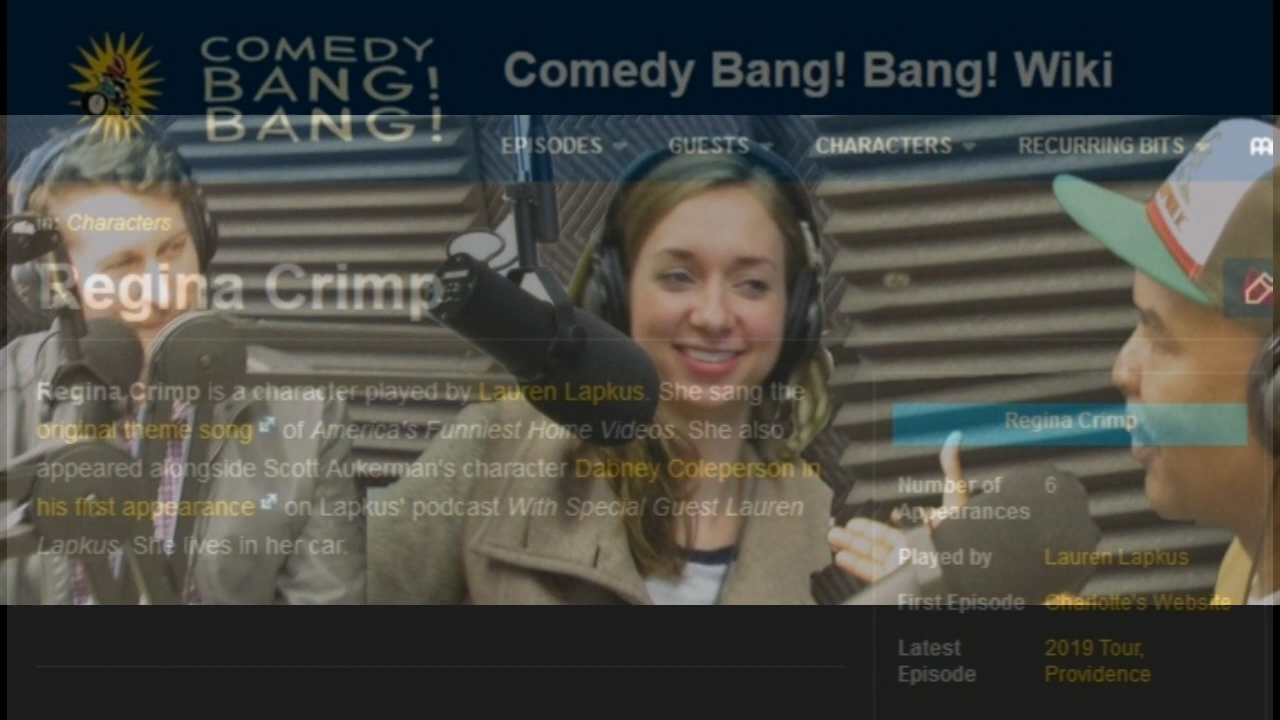 COMEDY
BANG!
BANG!
Comedy Bang! Bang! Wiki
EPISODES
GUESTS
CHARACTERS
RECURRING BITS
in: Characters
Regina Crimp
Regina Crimp is a character played by Lauren Lapkus. She sang the
original theme song of America's Funniest Home Videos. She also
appeared alongside Scott Aukerman's character Dabney Coleperson in
his first appearance on Lapkus' podcast With Special Guest Lauren
Lapkus. She lives in her car.
Regina Crimp
Number of Appearances 6
Played by Lauren Lapkus
First Episode Charlotte's Website
Latest Episode 2019 Tour, Providence